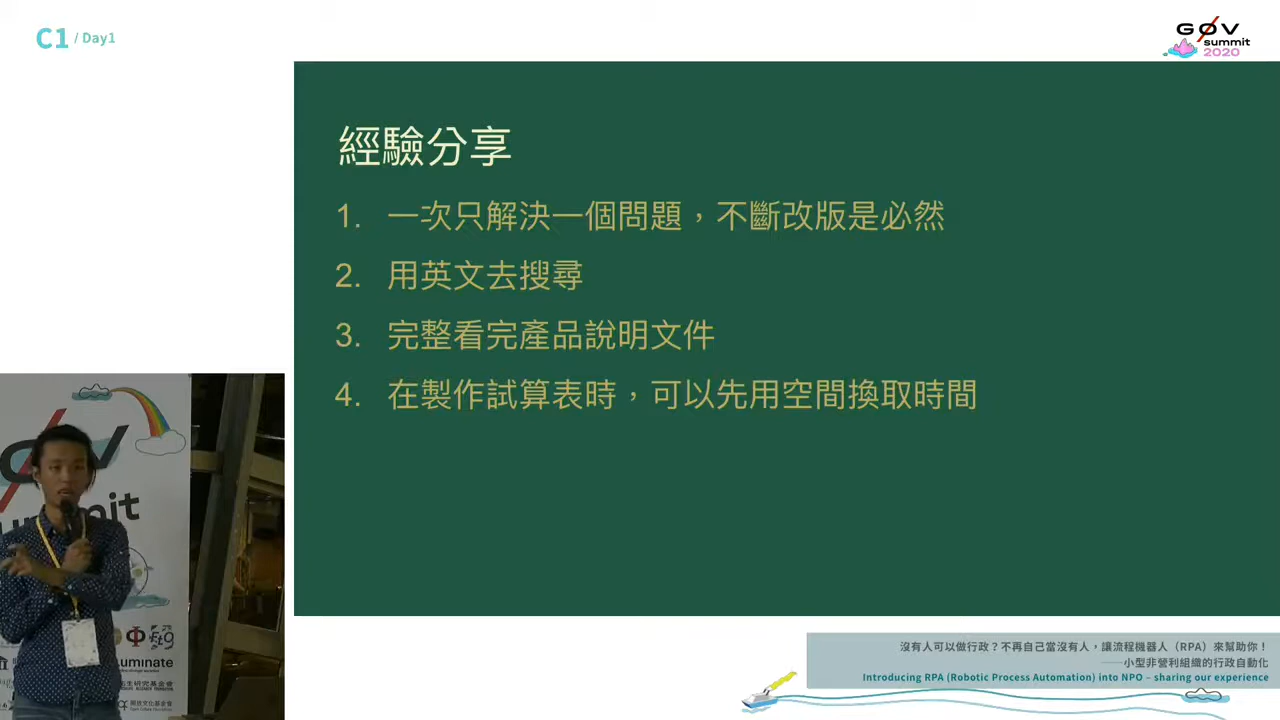 C1 / Day1
GØV
summit
2020
經驗分享
1. 一次只解決一個問題，不斷改版是必然
2. 用英文去搜尋
3. 完整看完產品說明文件
4. 在製作試算表時，可以先用空間換取時間
沒有人可以做行政？不再自己當沒有人，讓流程機器人（RPA）來幫助你！
——小型非營利組織的行政自動化
Introducing RPA (Robotic Process Automation) into NPO – sharing our experience